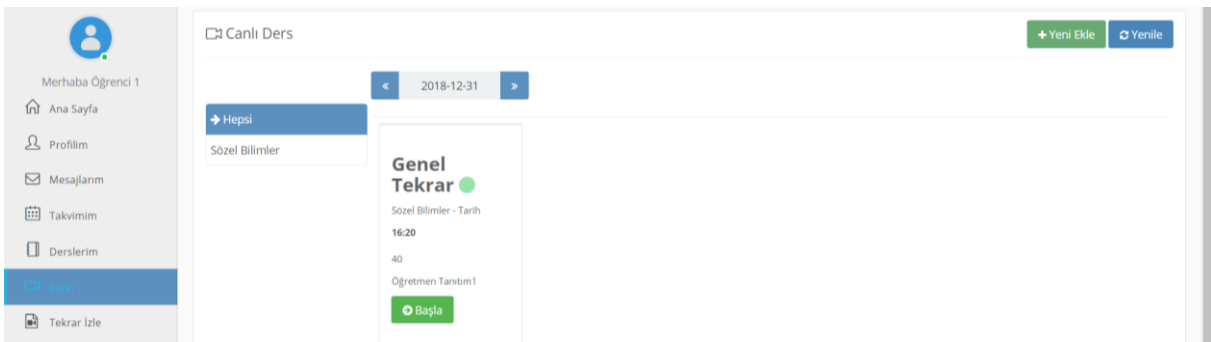 Merhaba Öğrenci 1
Ana Sayfa
Profilim
Mesajlarım
Takvimim
Derslerim
Canlı
Tekrar İzle
Canlı Ders
+ Yeni Ekle
Yenile
« 2018-12-31 »
Hepsi
Sözel Bilimler
Genel
Tekrar
Sözel Bilimler - Tarih
16:20
40
Öğretmen Tanıtım1
Başla